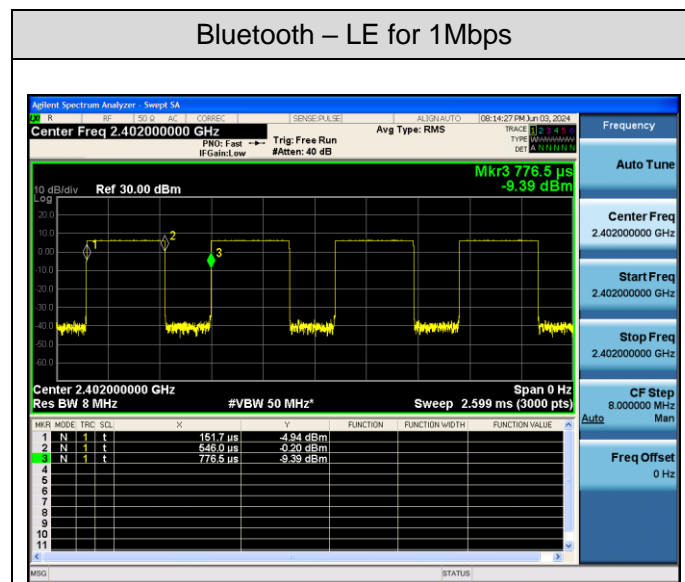 Bluetooth – LE for 1Mbps
Agilent Spectrum Analyzer - Swept SA
LXI R RF 50 Ω AC CORREC SENSE:PULSE ALIGN AUTO 08:14:27 PM Jun 03, 2024
Center Freq 2.402000000 GHz Avg Type: RMS TRACE 1 2 3 4 5 6
PNO: Fast Trig: Free Run TYPE
IFGain:Low #Atten: 40 dB DET A N N N N N
Mkr3 776.5 µs
-9.39 dBm
10 dB/div Ref 30.00 dBm
Log
20.0
10.0
0.00
-10.0
-20.0
-30.0
-40.0
-50.0
-60.0
1
2
3
Center 2.402000000 GHz Span 0 Hz
Res BW 8 MHz #VBW 50 MHz* Sweep 2.599 ms (3000 pts)
MKR MODE TRC SCL X Y FUNCTION FUNCTION WIDTH FUNCTION VALUE
1 N 1 t 151.7 µs -4.94 dBm
2 N 1 t 546.0 µs -0.20 dBm
3 N 1 t 776.5 µs -9.39 dBm
4
5
6
7
8
9
10
11
MSG STATUS
Frequency
Auto Tune
Center Freq
2.402000000 GHz
Start Freq
2.402000000 GHz
Stop Freq
2.402000000 GHz
CF Step
8.000000 MHz
Auto Man
Freq Offset
0 Hz